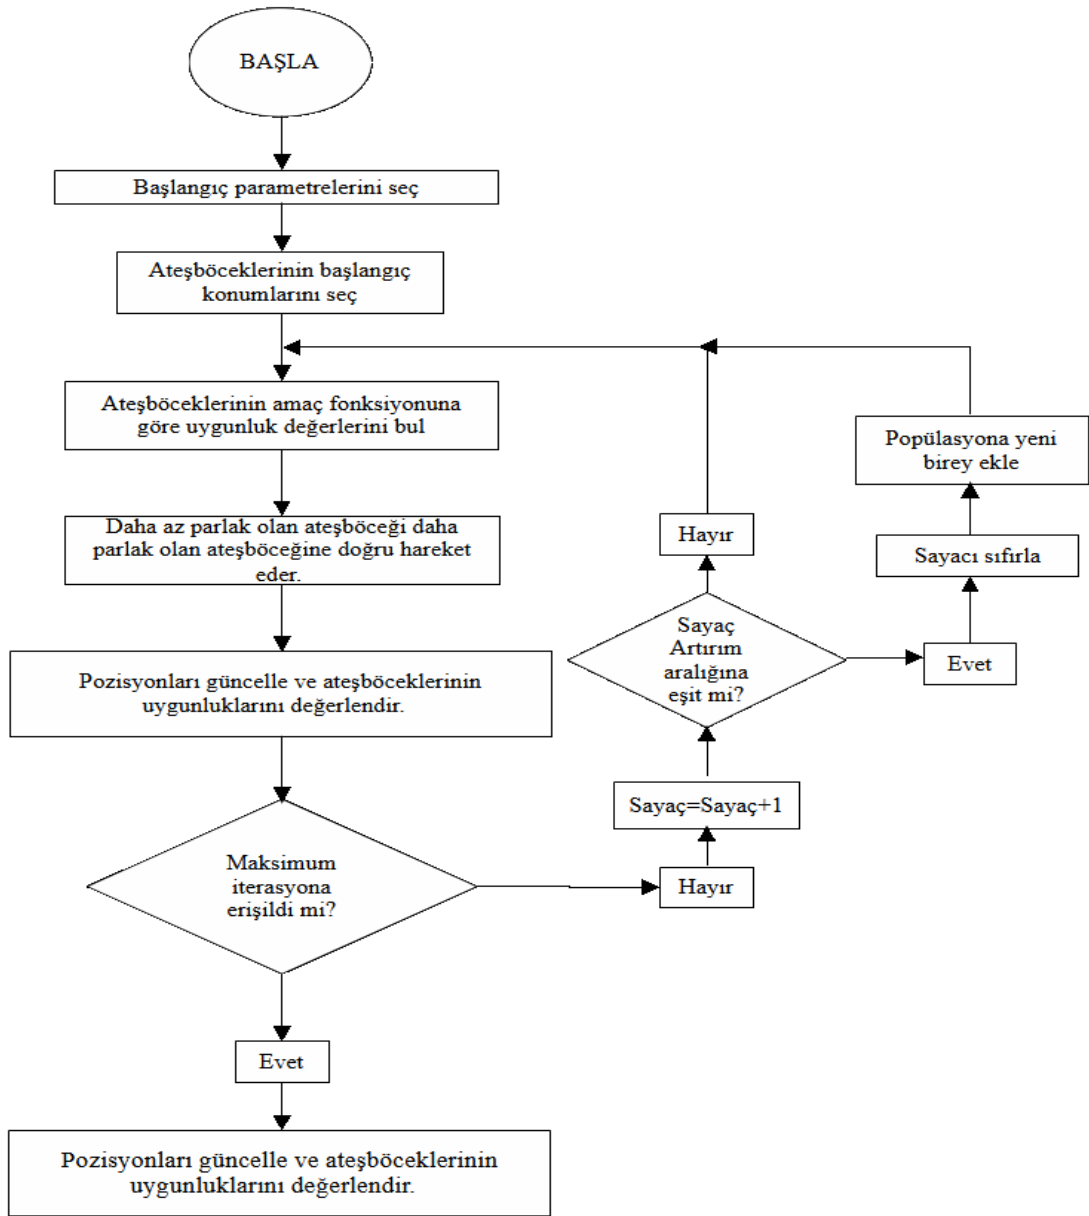 BAŞLA
Başlangıç parametrelerini seç
Ateşböceklerinin başlangıç
konumlarını seç
Ateşböceklerinin amaç fonksiyonuna
göre uygunluk değerlerini bul
Daha az parlak olan ateşböceği daha
parlak olan ateşböceğine doğru hareket
eder.
Pozisyonları güncelle ve ateşböceklerinin
uygunluklarını değerlendir.
Maksimum
iterasyona
erişildi mi?
Hayır
Sayaç=Sayaç+1
Sayaç
Artırım
aralığına
eşit mi?
Hayır
Evet
Sayacı sıfırla
Popülasyona yeni
birey ekle
Evet
Pozisyonları güncelle ve ateşböceklerinin
uygunluklarını değerlendir.